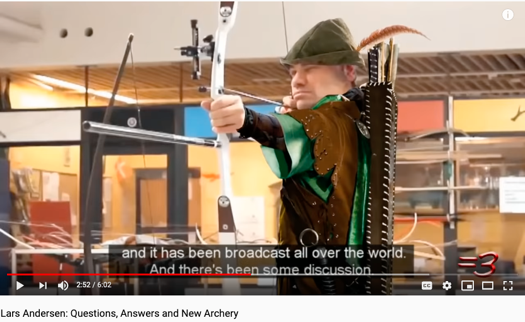 and it has been broadcast all over the world.
And there's been some discussion
=3
2:52 / 6:02
Lars Andersen: Questions, Answers and New Archery